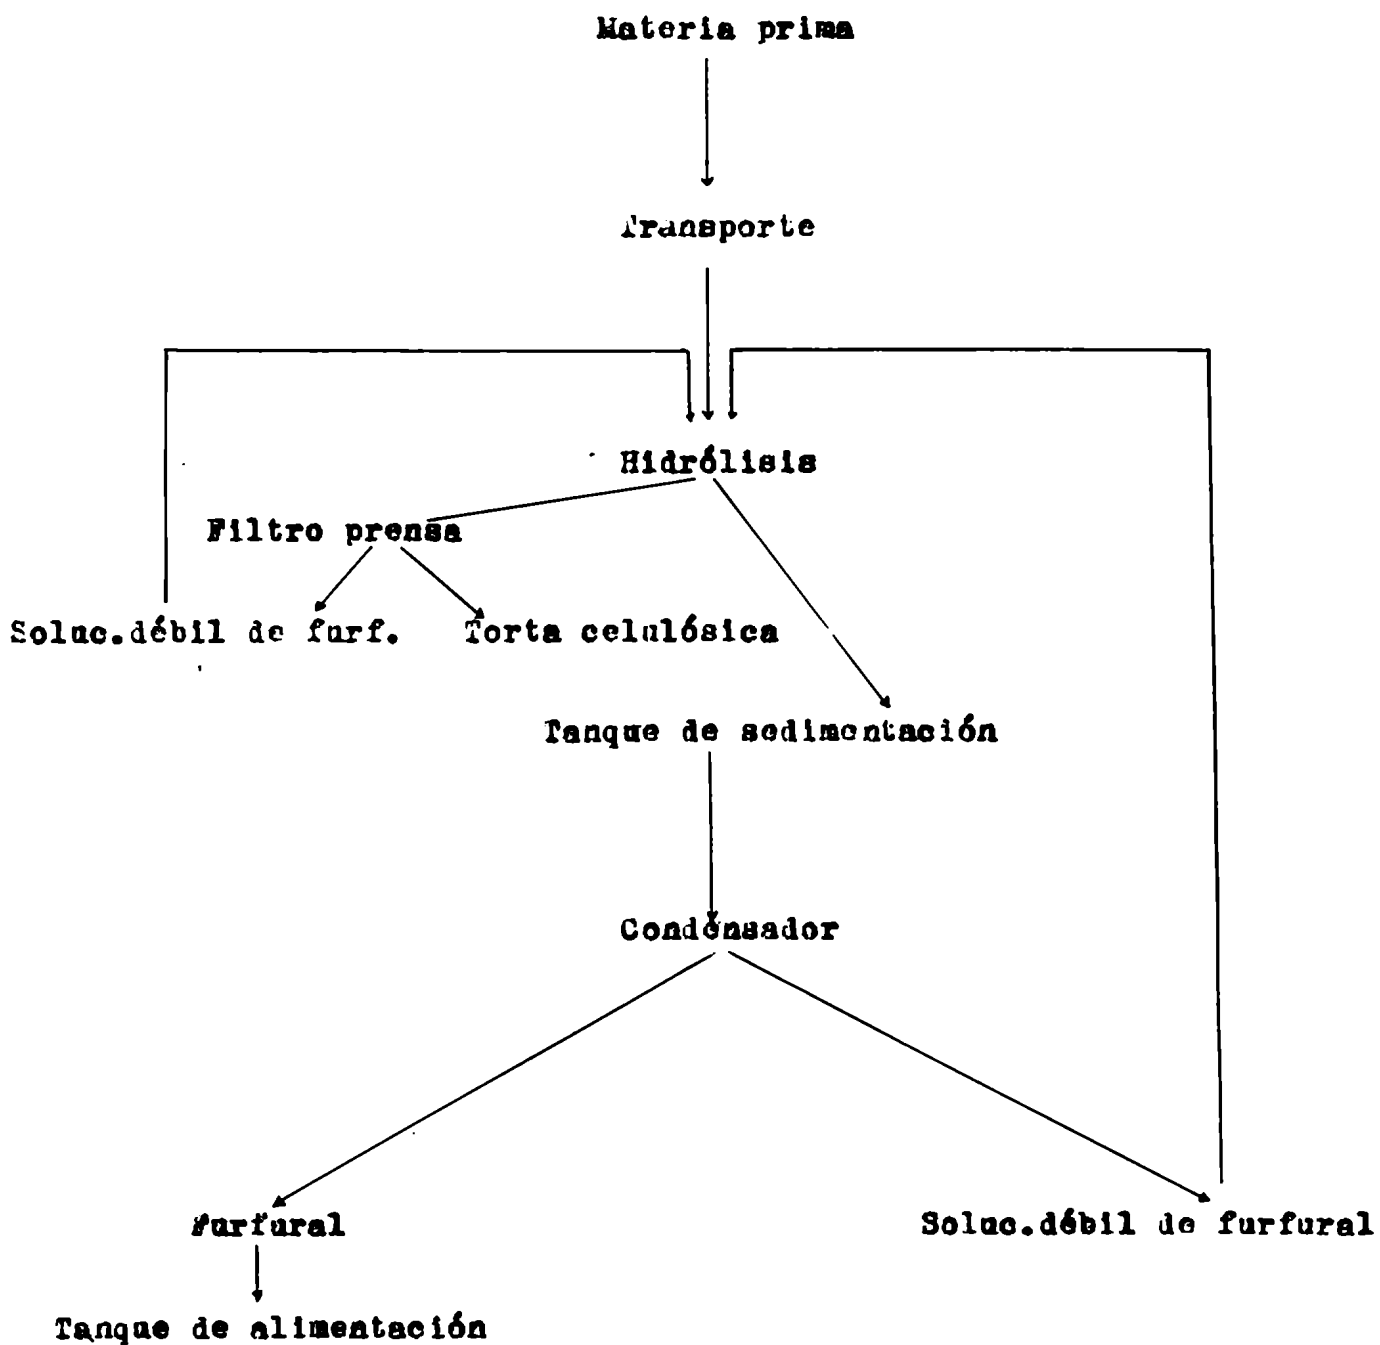 Materia prima
Transporte
Hidrólisis
Filtro prensa
Soluc.débil de furf.
Torta celulósica
Tanque de sedimentación
Condensador
Furfural
Soluc.débil de furfural
Tanque de alimentación